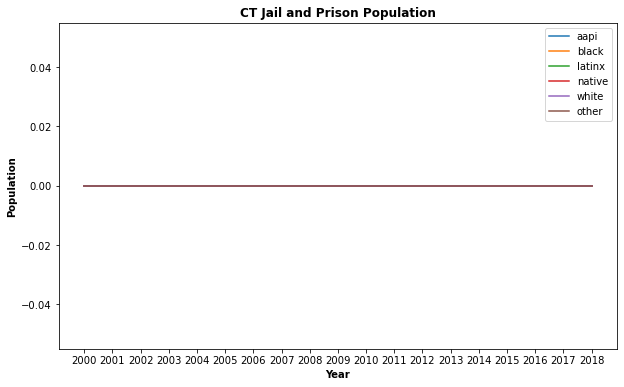 CT Jail and Prison Population
aapi
black
latinx
native
white
other
0.04
0.02
0.00
−0.02
−0.04
Population
2000 2001 2002 2003 2004 2005 2006 2007 2008 2009 2010 2011 2012 2013 2014 2015 2016 2017 2018
Year